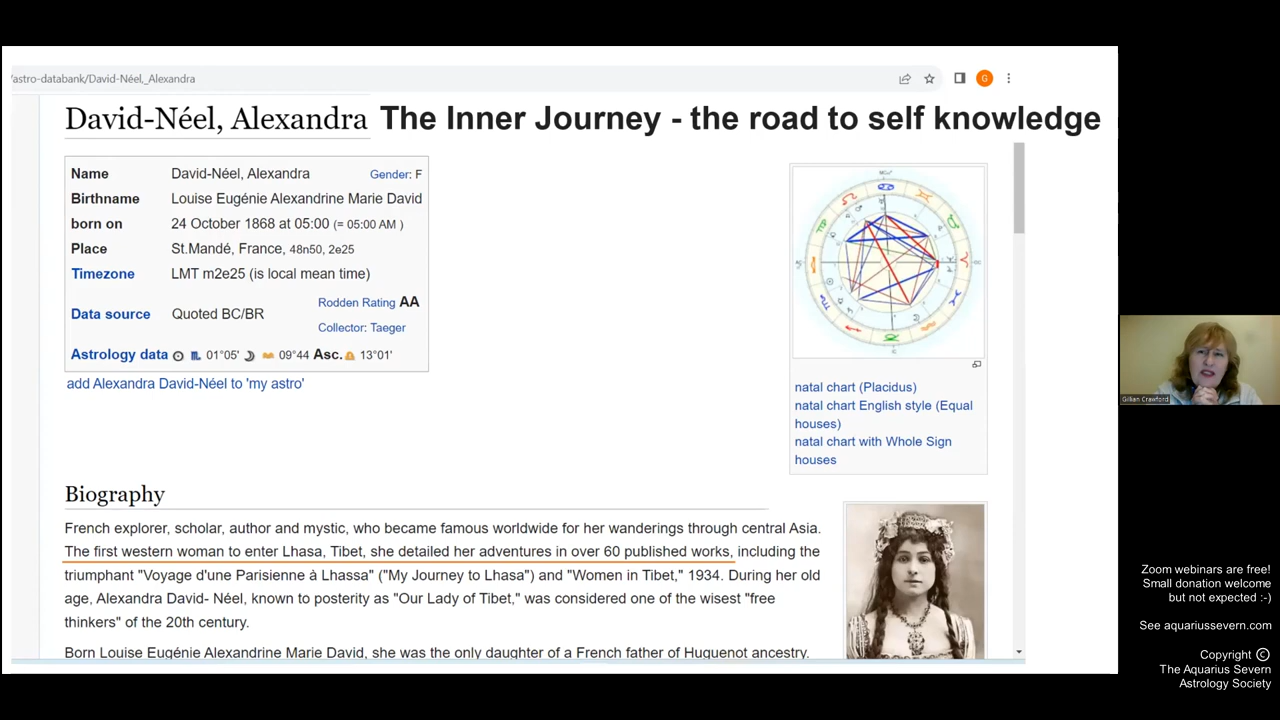 /astro-databank/David-Néel,_Alexandra
G
David-Néel, Alexandra The Inner Journey - the road to self knowledge
Name David-Néel, Alexandra Gender: F
Birthname Louise Eugénie Alexandrine Marie David
born on 24 October 1868 at 05:00 (= 05:00 AM )
Place St.Mandé, France, 48n50, 2e25
Timezone LMT m2e25 (is local mean time)
Data source Quoted BC/BR
Rodden Rating AA
Collector: Taeger
Astrology data 01°05' 09°44 Asc. 13°01'
add Alexandra David-Néel to 'my astro'
natal chart (Placidus)
natal chart English style (Equal
houses)
natal chart with Whole Sign
houses
Biography
French explorer, scholar, author and mystic, who became famous worldwide for her wanderings through central Asia.
The first western woman to enter Lhasa, Tibet, she detailed her adventures in over 60 published works, including the
triumphant "Voyage d'une Parisienne à Lhassa" ("My Journey to Lhasa") and "Women in Tibet," 1934. During her old
age, Alexandra David- Néel, known to posterity as "Our Lady of Tibet," was considered one of the wisest "free
thinkers" of the 20th century.
Born Louise Eugénie Alexandrine Marie David, she was the only daughter of a French father of Huguenot ancestry.
Gillian Crawford
Zoom webinars are free!
Small donation welcome
but not expected :-)
See aquariussevern.com
Copyright ©
The Aquarius Severn
Astrology Society